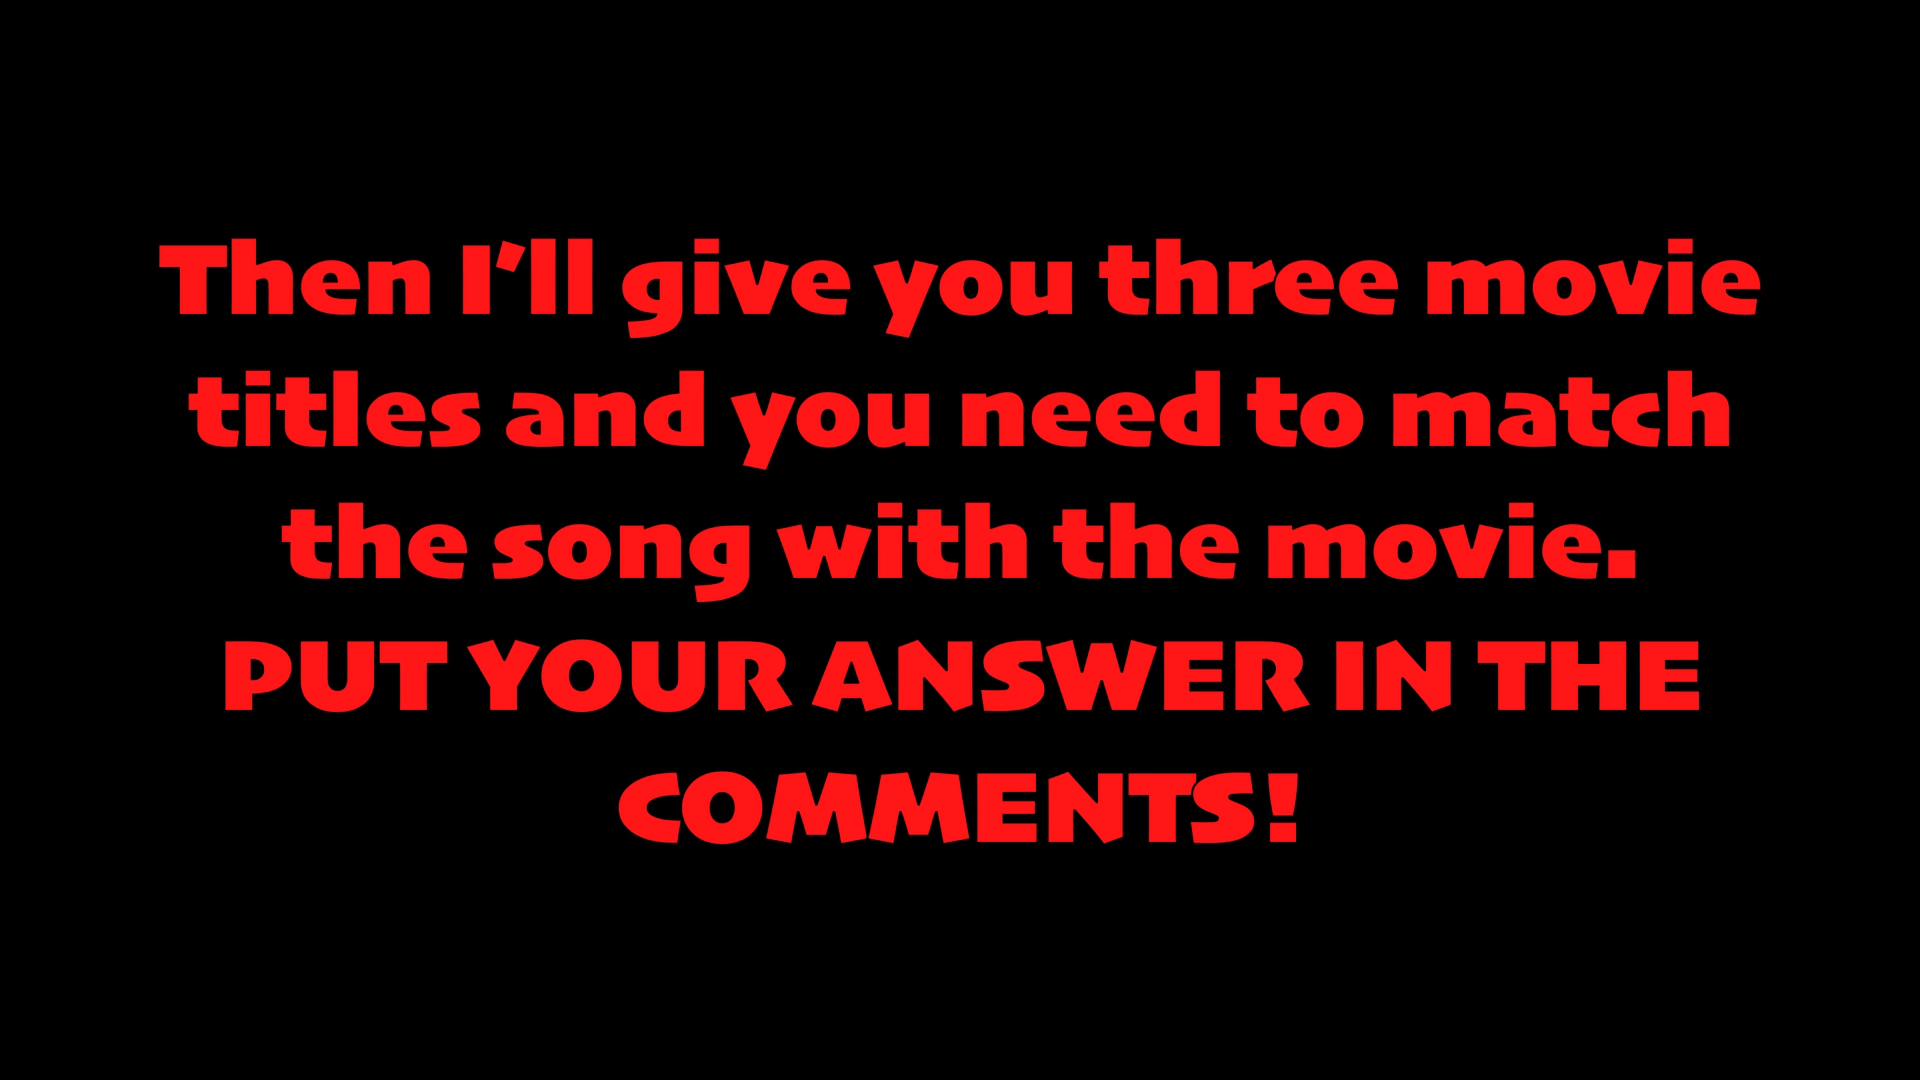 Then I’ll give you three movie
titles and you need to match
the song with the movie.
PUT YOUR ANSWER IN THE
COMMENTS!